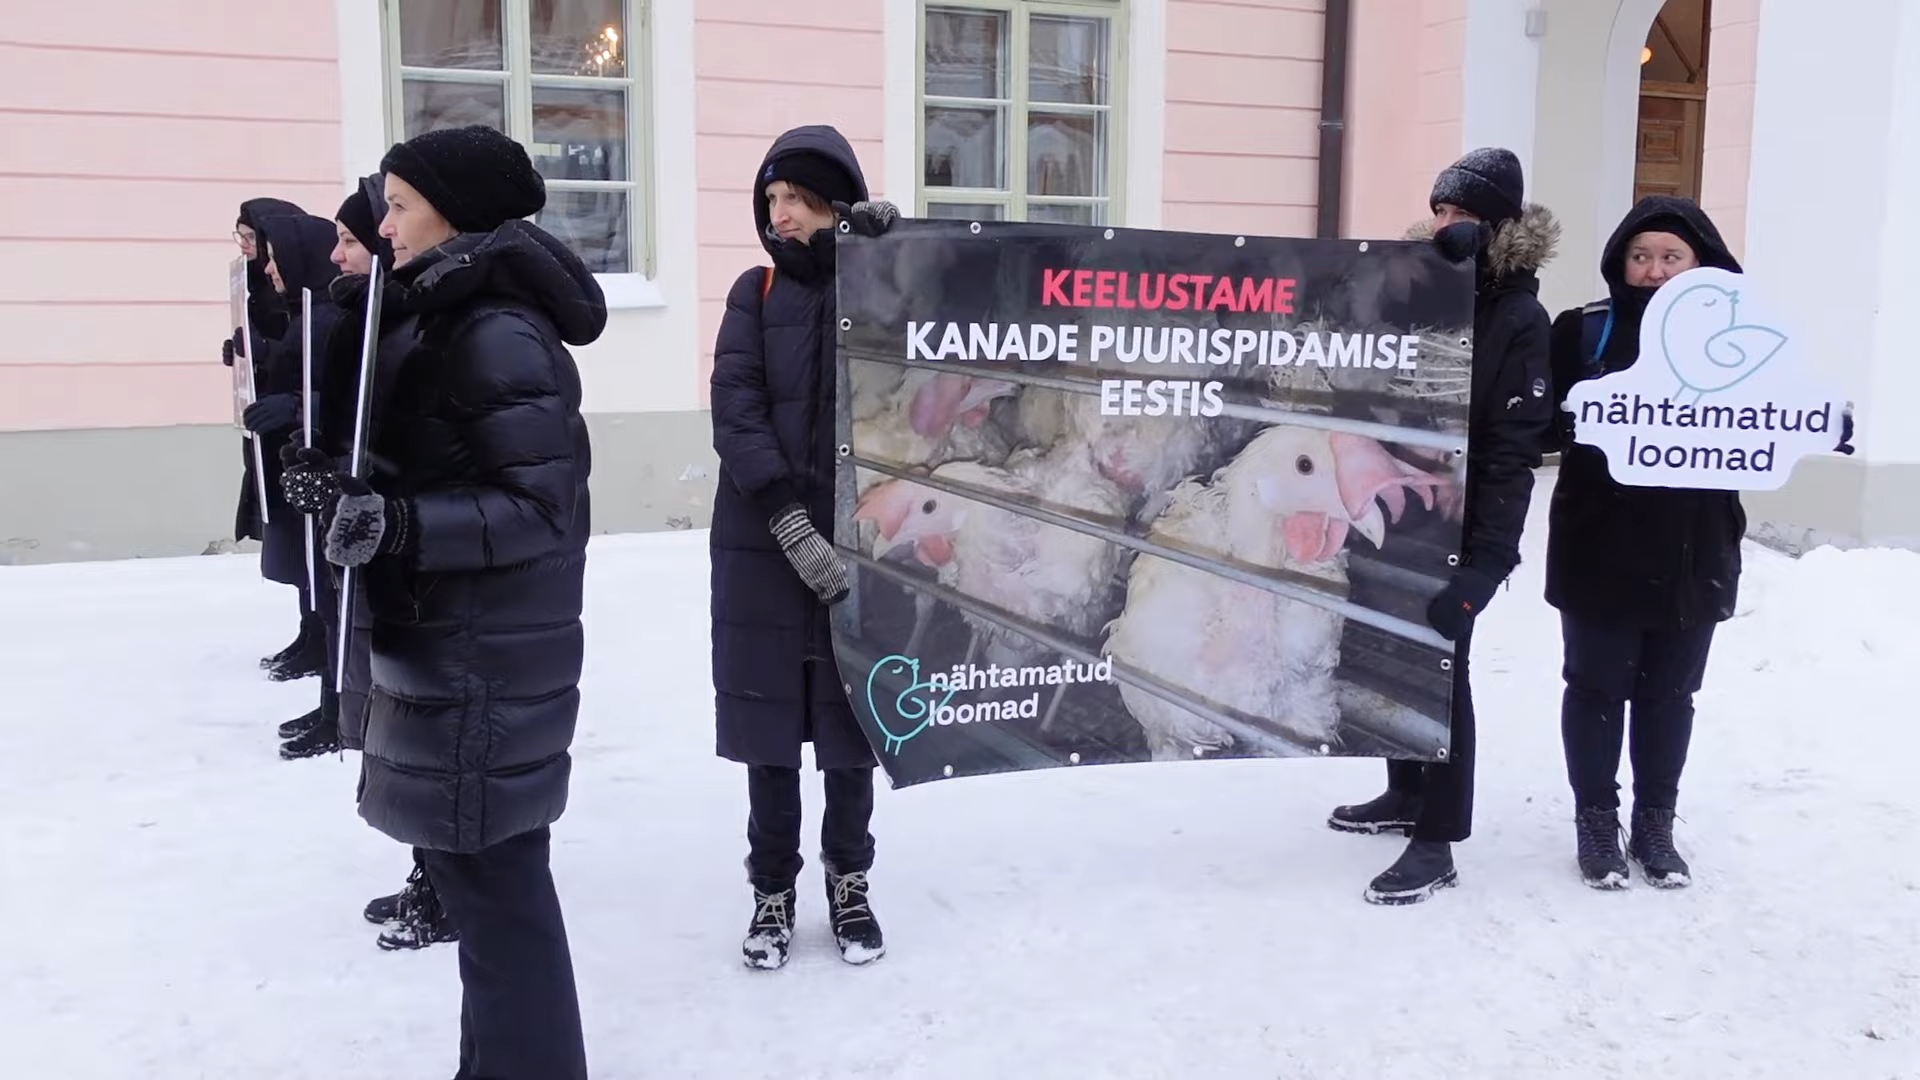 KEELUSTAME
KANADE PUURISPIDAMISE
EESTIS
nähtamatud
loomad
nähtamatud
loomad